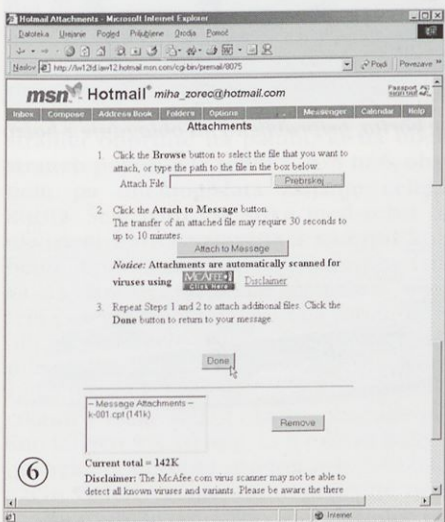 Hotmail Attachments - Microsoft Internet Explorer
Datoteka Urejanje Pogled Priljubljene Orodja Pomoč
Naslov http://lw12fd.law12.hotmail.msn.com/cgi-bin/premail/8075 Pojdi Povezave »
msn Hotmail® miha_zorec@hotmail.com Passport sign out
Inbox Compose Address Book Folders Options Messenger Calendar Help
Attachments
1. Click the Browse button to select the file that you want to
attach, or type the path to the file in the box below.
Attach File Prebrskaj...
2. Click the Attach to Message button.
The transfer of an attached file may require 30 seconds to
up to 10 minutes.
Attach to Message
Notice: Attachments are automatically scanned for
viruses using McAFEE Click Here Disclaimer
3. Repeat Steps 1 and 2 to attach additional files. Click the
Done button to return to your message.
Done
-- Message Attachments --
k-001.cpt (141k)
Remove
Current total = 142K
Disclaimer: The McAfee.com virus scanner may not be able to
detect all known viruses and variants. Please be aware the there
6
Internet